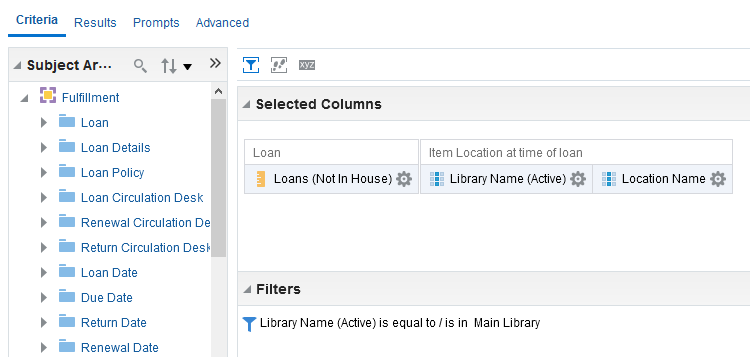 Criteria Results Prompts Advanced
Subject Ar...
Fulfillment
Loan
Loan Details
Loan Policy
Loan Circulation Desk
Renewal Circulation De
Return Circulation Desk
Loan Date
Due Date
Return Date
Renewal Date
xyz
Selected Columns
Loan Item Location at time of loan
Loans (Not In House) Library Name (Active) Location Name
Filters
Library Name (Active) is equal to / is in Main Library